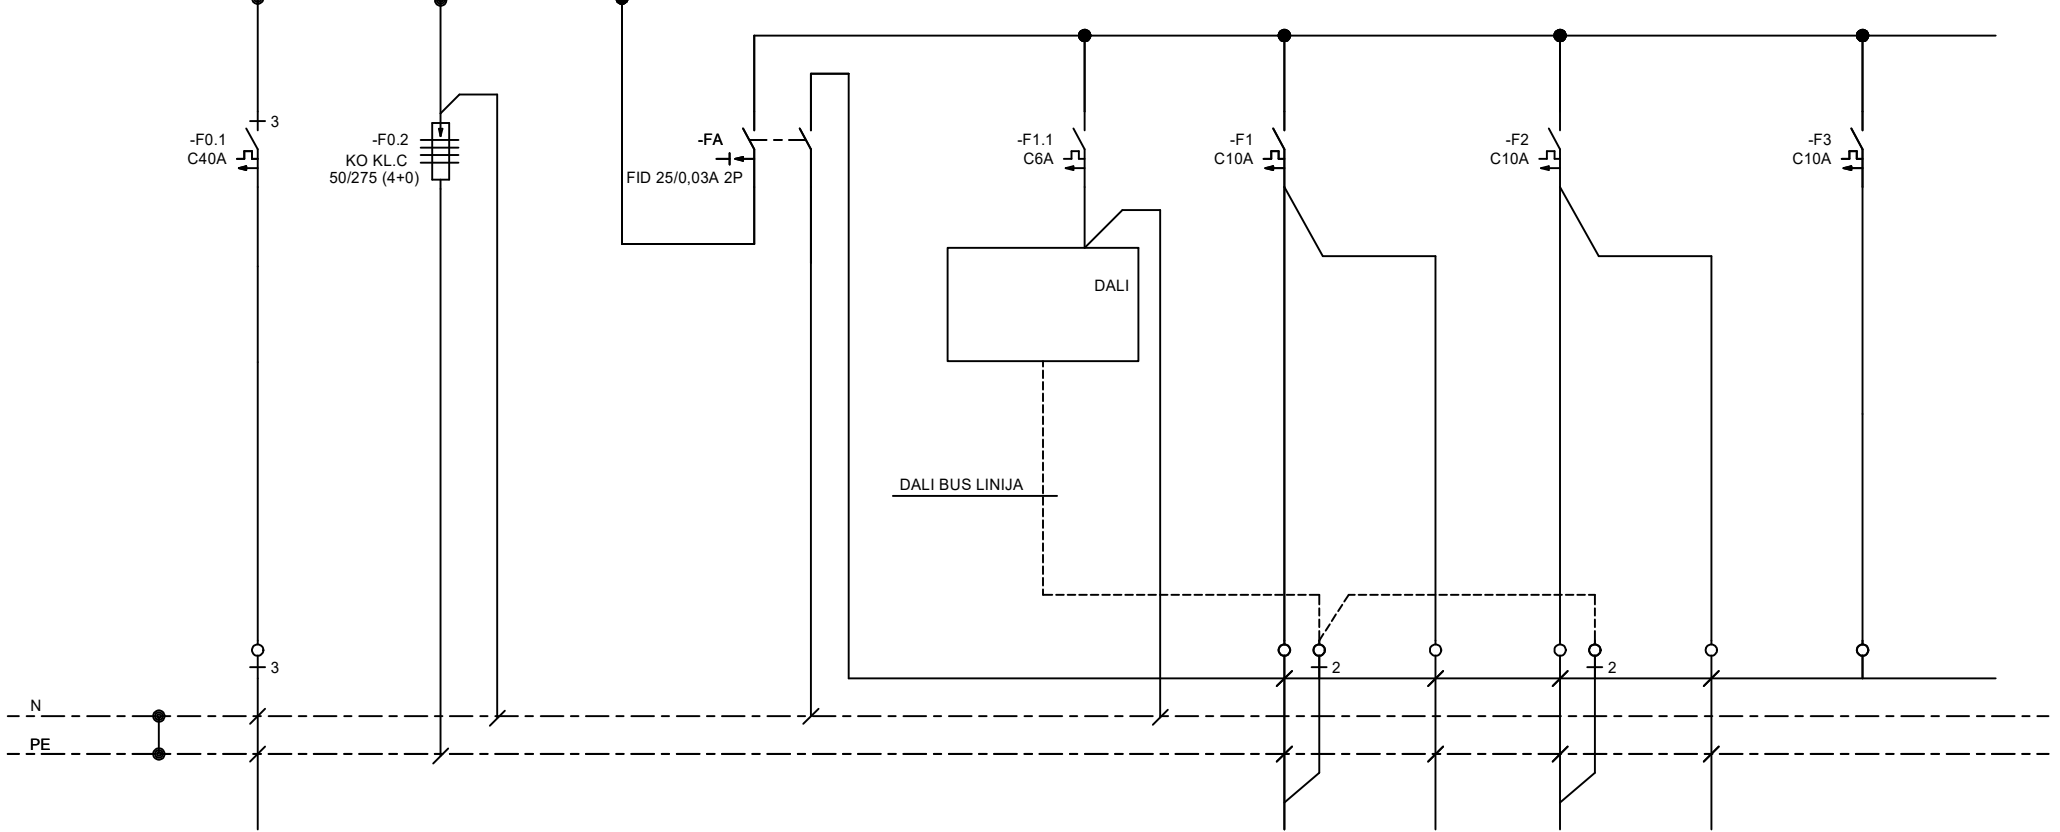 3
-F0.1
C40A
-F0.2
KO KL.C
50/275 (4+0)
-FA
FID 25/0,03A 2P
-F1.1
C6A
-F1
C10A
-F2
C10A
-F3
C10A
DALI
DALI BUS LINIJA
3
2
2
N
PE